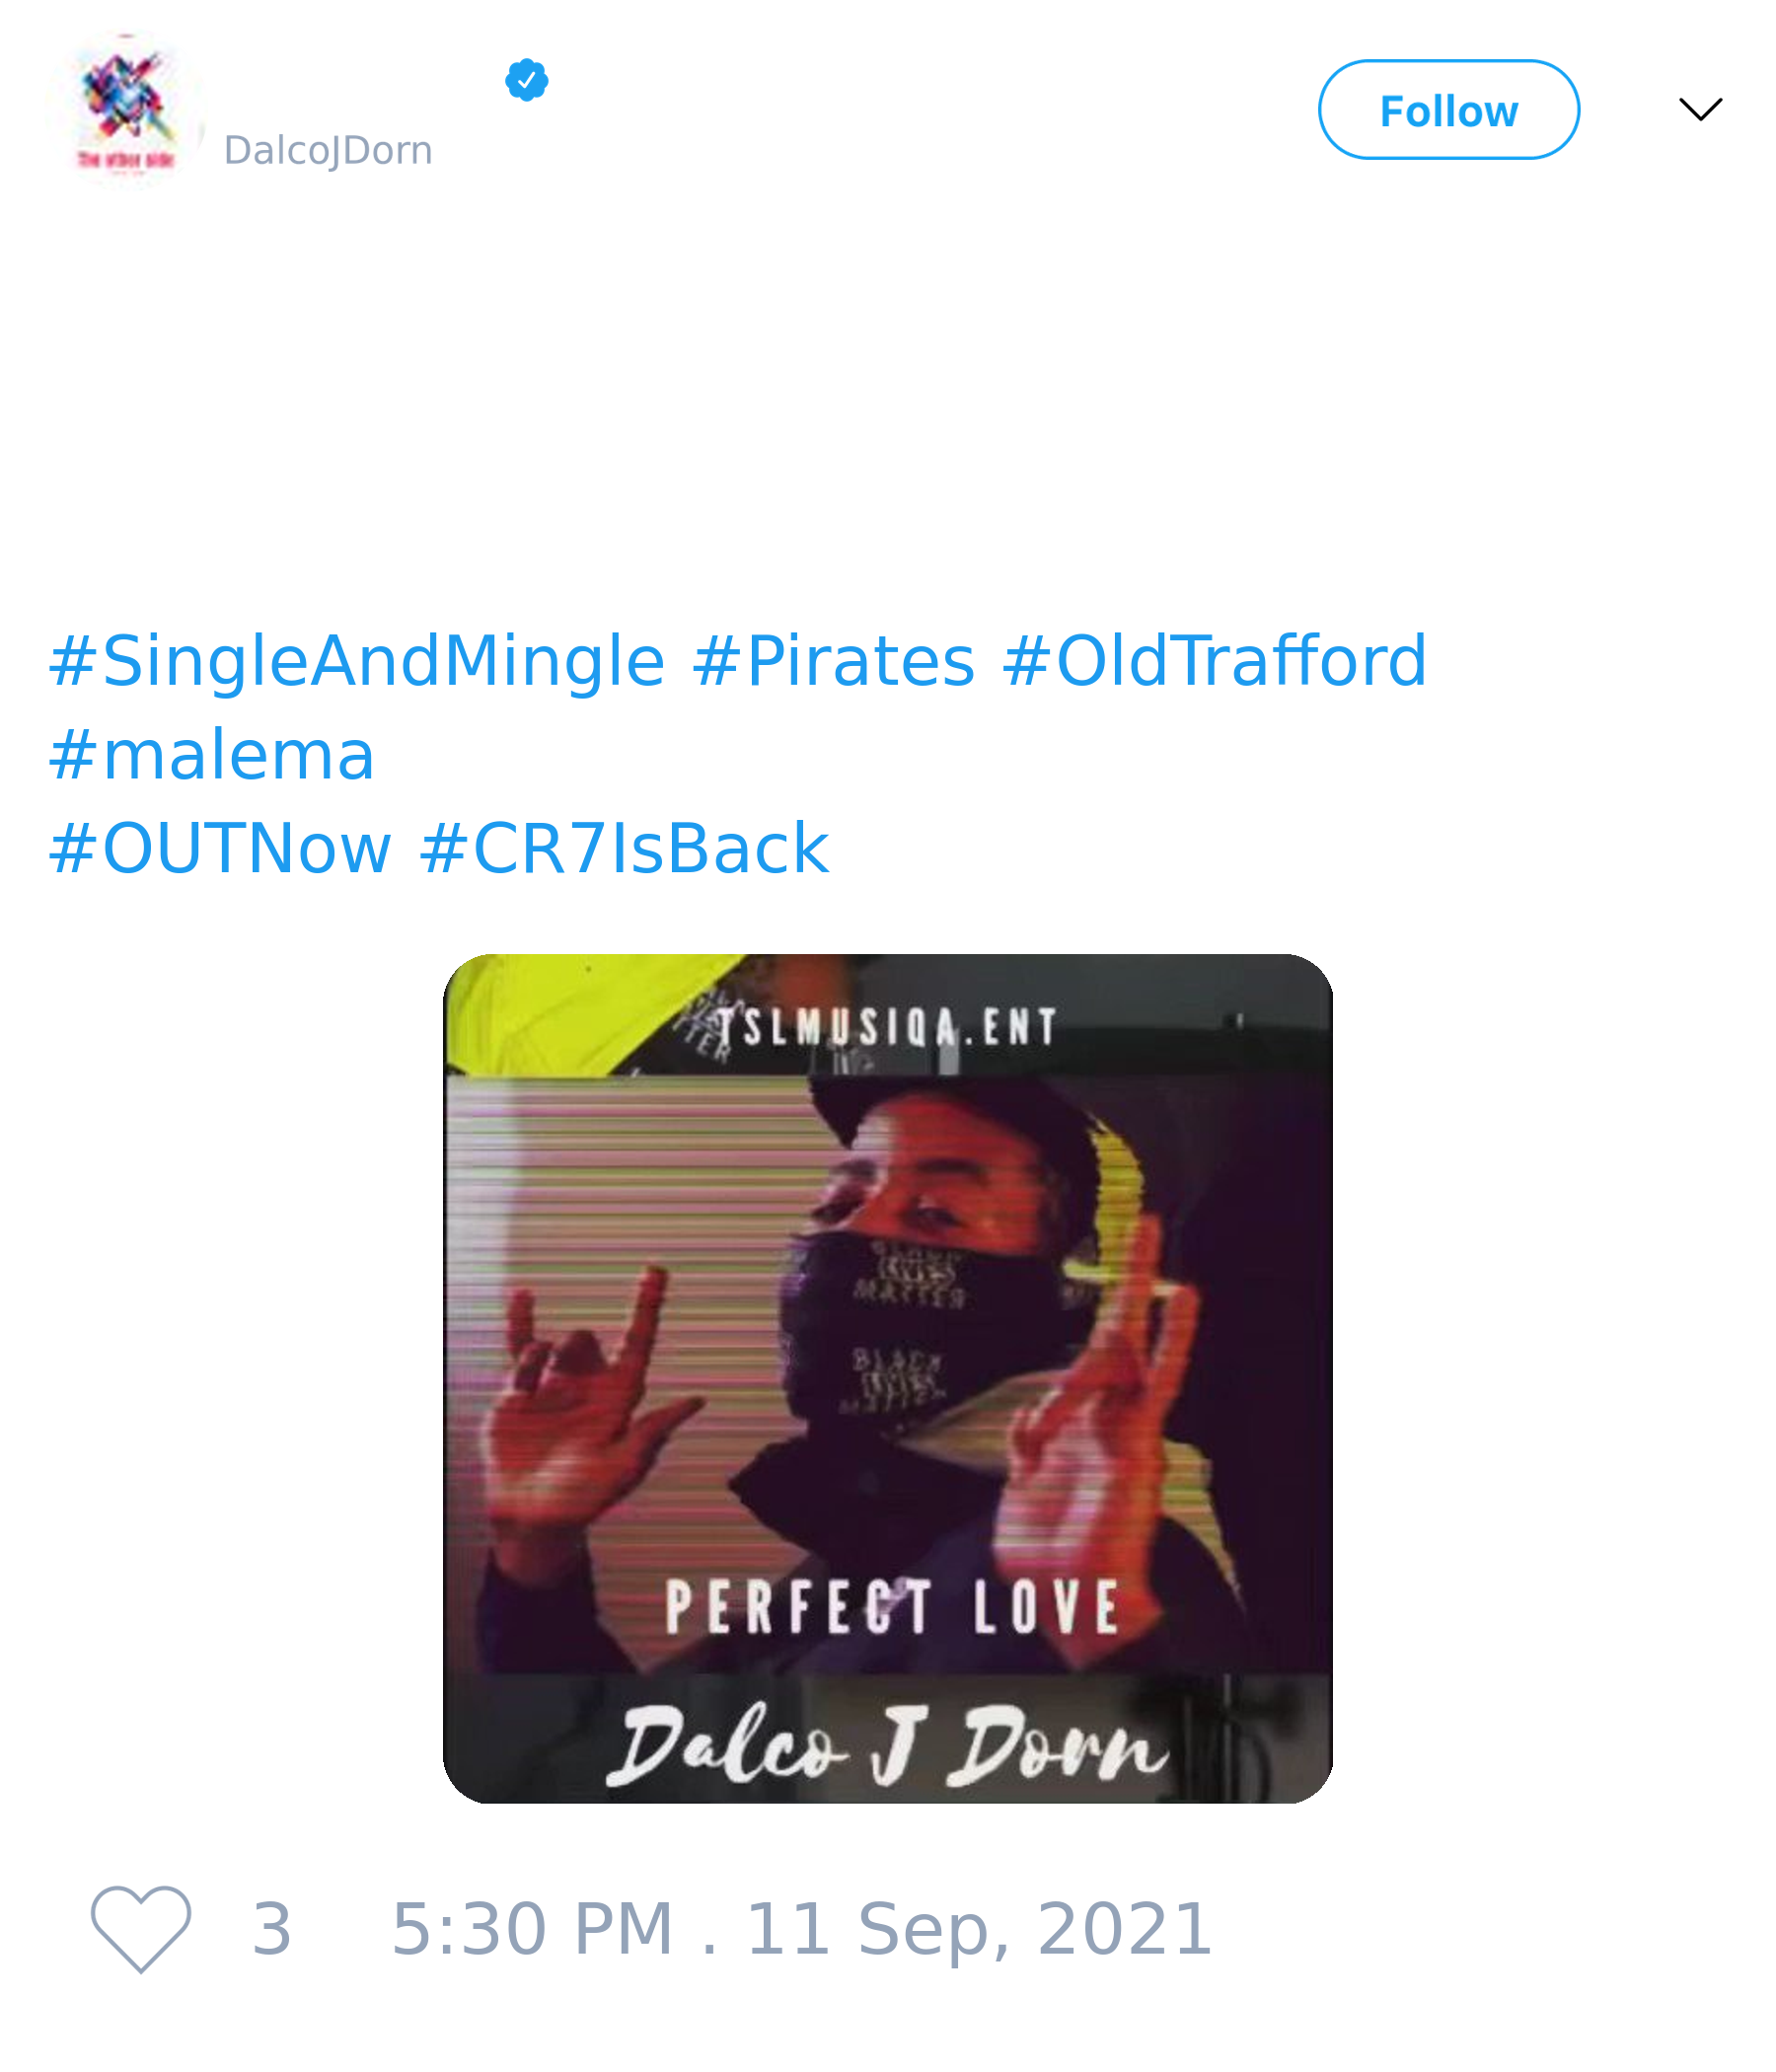 The other side
DalcoJDorn
Follow
#SingleAndMingle #Pirates #OldTrafford
#malema
#OUTNow #CR7IsBack
TSLMUSIQA.ENT
BLACK
LIVES
MATTER
BLACK
LIVES
MATTER
PERFECT LOVE
Dalco J Dorn
3 5:30 PM . 11 Sep, 2021